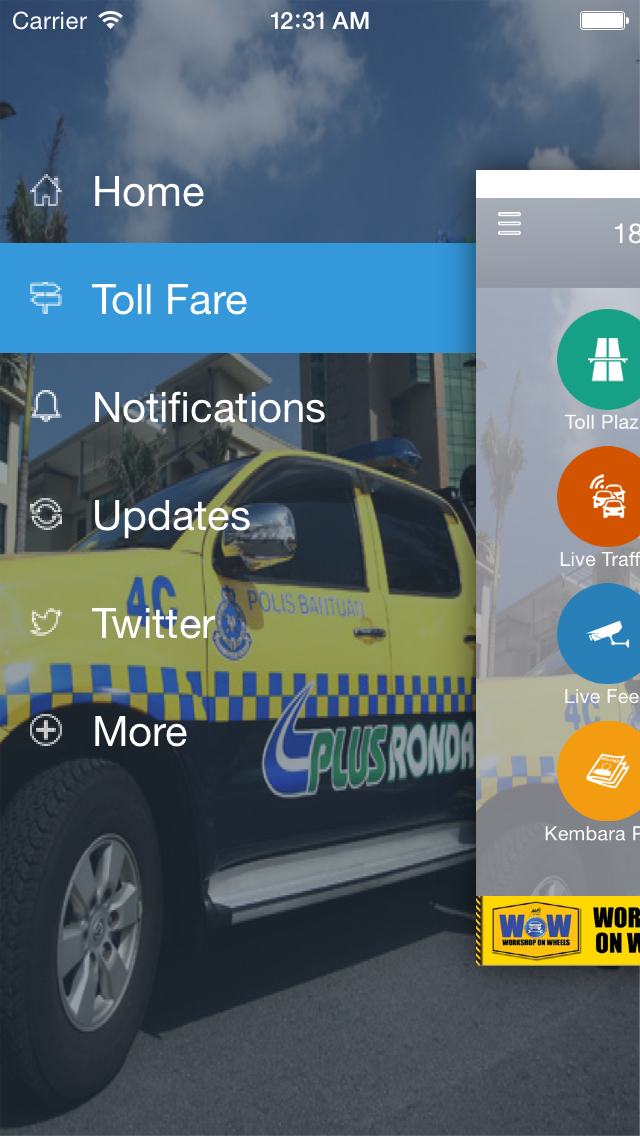 Carrier
12:31 AM
Home
Toll Fare
Notifications
Updates
Twitter
More
4C
POLIS BANTUAN
PLUS RONDA
18
Toll Plaz
Live Traff
Live Fee
Kembara P
4C
WOW
WORKSHOP ON WHEELS
WOR
ON W